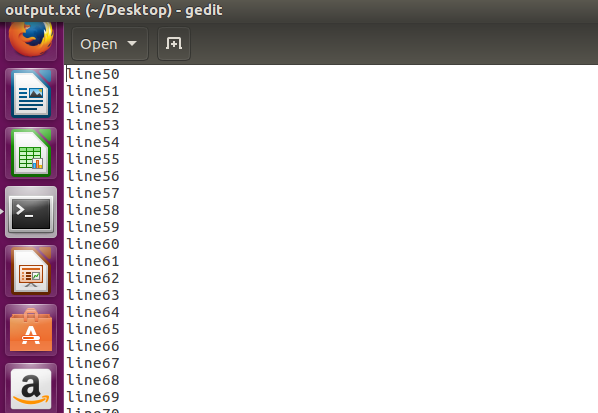 output.txt (~/Desktop) - gedit
Open
line50
line51
line52
line53
line54
line55
line56
line57
line58
line59
line60
line61
line62
line63
line64
line65
line66
line67
line68
line69
line70